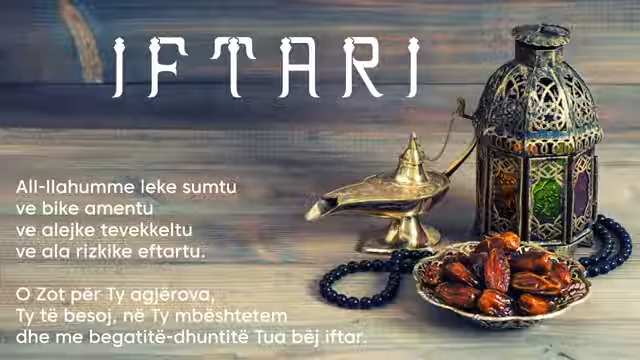 IFTARI
All-llahumme leke sumtu
ve bike amentu
ve alejke tevekkeltu
ve ala rizkike eftartu.
O Zot për Ty agjërova,
Ty të besoj, në Ty mbështetem
dhe me begatitë-dhuntitë Tua bëj iftar.